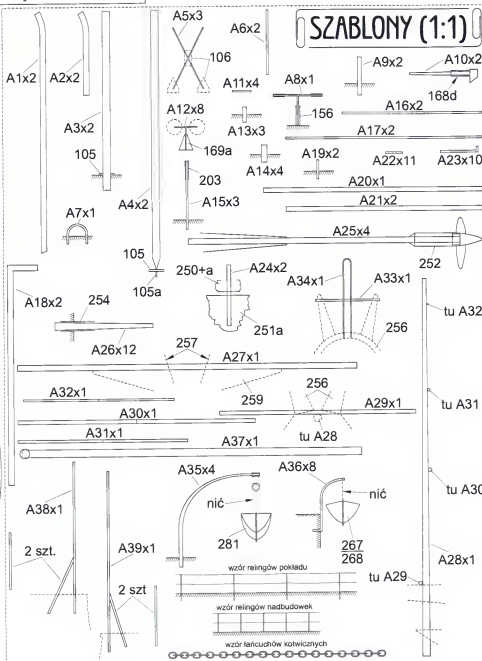 SZABLONY (1:1)
A1x2
A2x2
A3x2
105
A4x2
A5x3
106
A6x2
A7x1
A8x1
156
A9x2
A10x2
168d
A11x4
A12x8
169a
A13x3
A14x4
203
A15x3
A16x2
A17x2
A19x2
A22x11
A23x10
A20x1
A21x2
A25x4
252
105
105a
A18x2
250+a
A24x2
251a
A34x1
A33x1
256
254
A26x12
257
A27x1
259
A32x1
A30x1
A31x1
A37x1
256
A29x1
tu A28
tu A32
tu A31
tu A30
A28x1
tu A29
A35x4
nić
281
A36x8
nić
267
268
A38x1
2 szt.
A39x1
2 szt
wzór relingów pokładu
wzór relingów nadbudowek
wzór łańcuchów kotwicznych